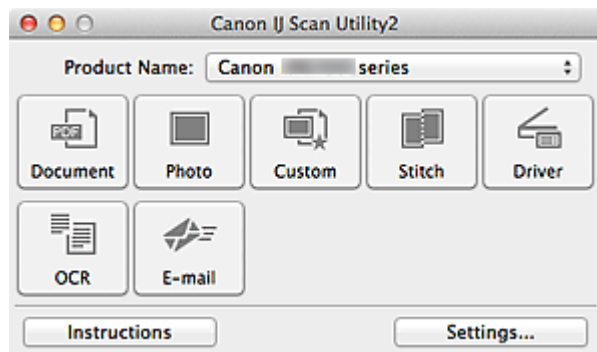 Canon IJ Scan Utility2
Product Name: Canon series
PDF
Document Photo Custom Stitch Driver
OCR E-mail
Instructions Settings...